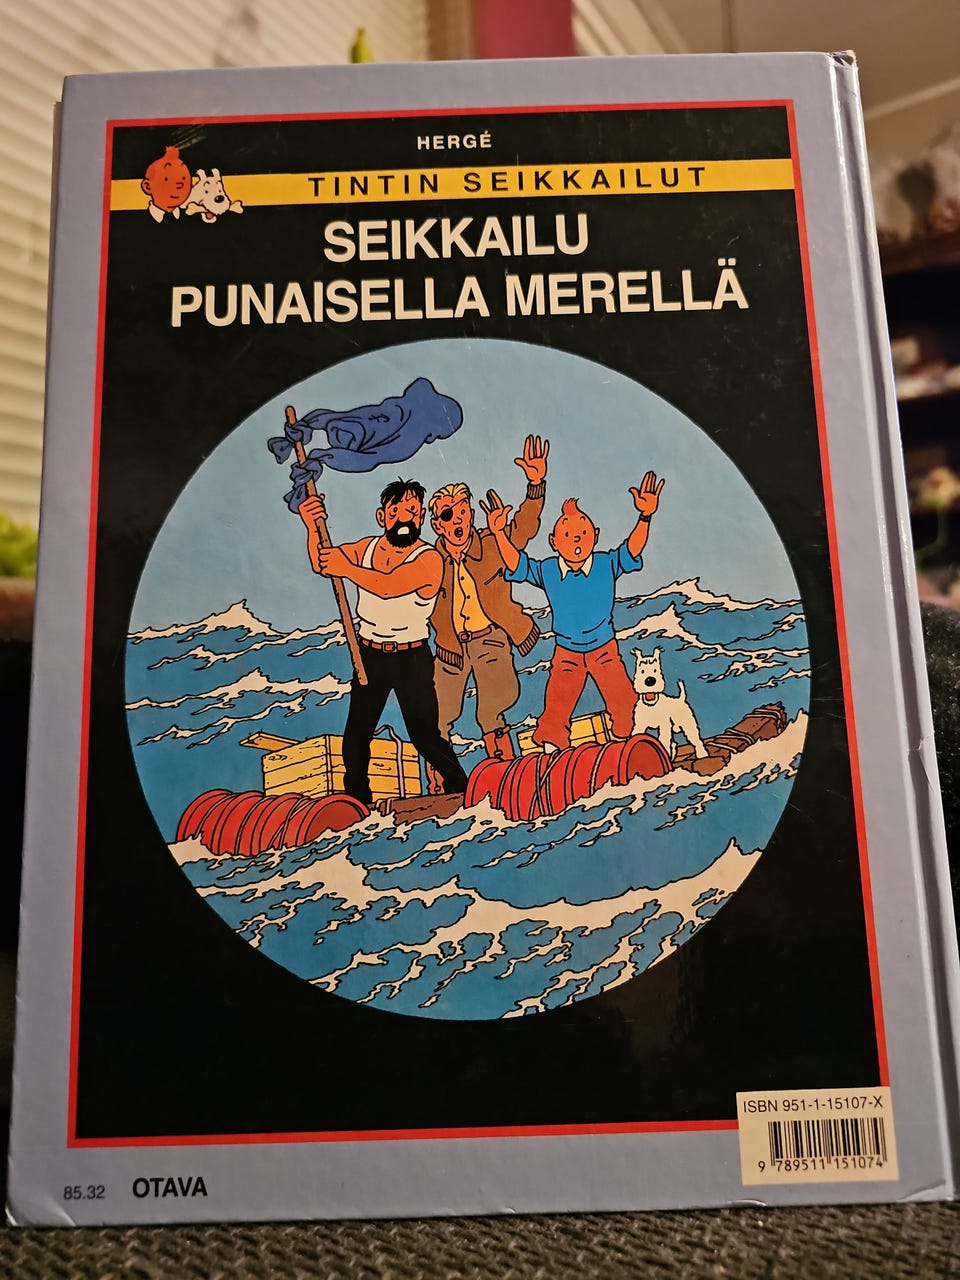 HERGÉ
TINTIN SEIKKAILUT
SEIKKAILU
PUNAISELLA MERELLÄ
ISBN 951-1-15107-X
9 789511 151074
85.32 OTAVA